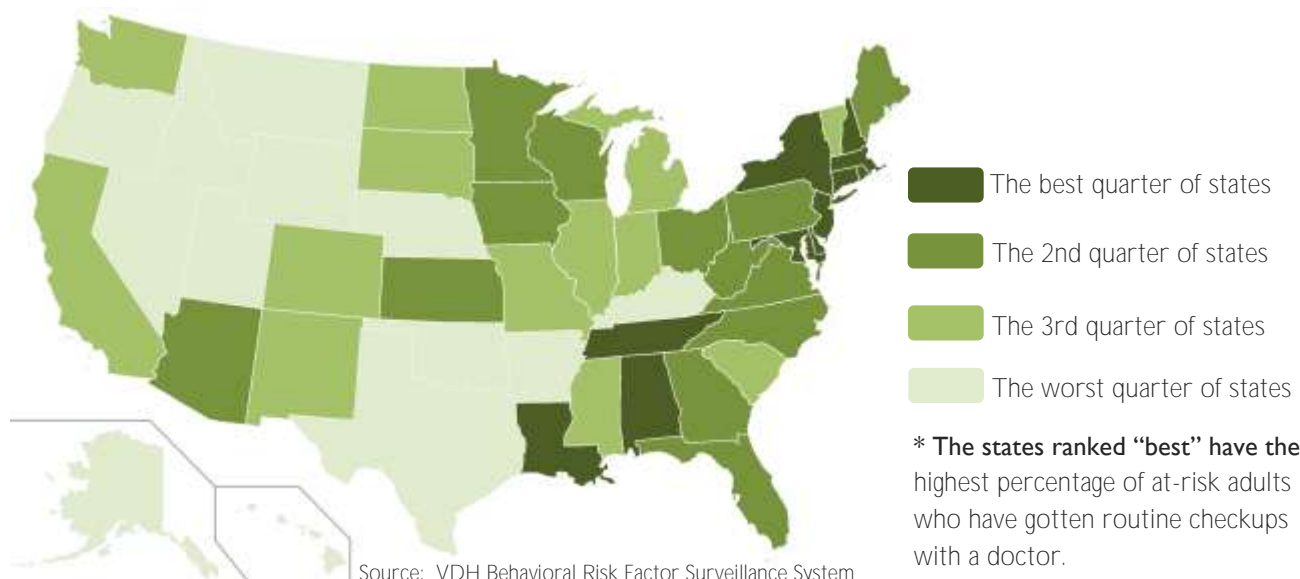 The best quarter of states
The 2nd quarter of states
The 3rd quarter of states
The worst quarter of states
* The states ranked “best” have the
highest percentage of at-risk adults
who have gotten routine checkups
with a doctor.
Source: VDH Behavioral Risk Factor Surveillance System